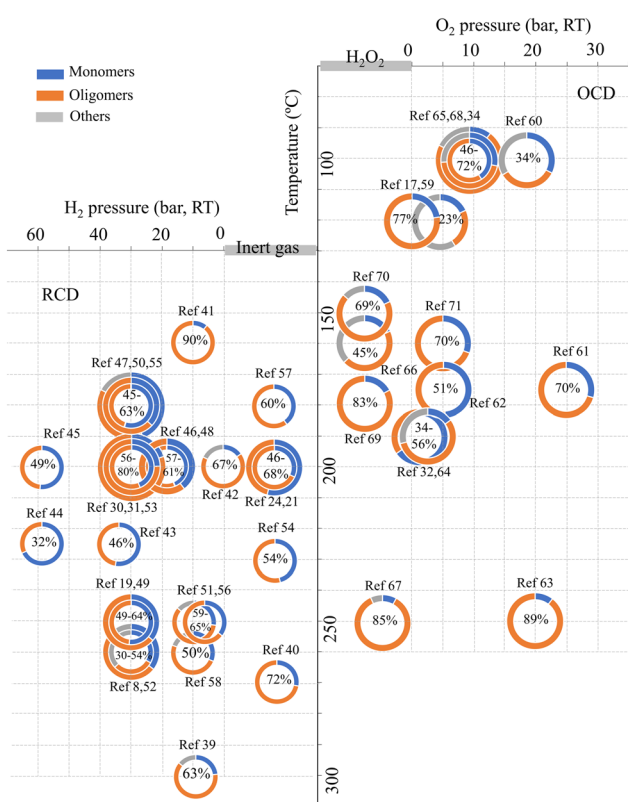 O₂ pressure (bar, RT)
H₂O₂
0 10 20 30
Monomers
Oligomers
Others
OCD
Temperature (ºC)
Ref 65,68,34
Ref 60
46-
72%
34%
100
Ref 17,59
77%
23%
H₂ pressure (bar, RT)
60 40 20 0
Inert gas
RCD
Ref 70
69%
45%
Ref 71
70%
150
Ref 41
90%
Ref 61
70%
Ref 66
83%
Ref 69
51%
Ref 62
Ref 47,50,55
45-
63%
Ref 57
60%
34-
56%
Ref 32,64
Ref 45
49%
Ref 46,48
56-
80%
57-
61%
67%
Ref 42
46-
68%
Ref 24,21
200
Ref 30,31,53
Ref 44
32%
Ref 43
46%
Ref 54
54%
Ref 19,49
49-64%
30-54%
Ref 8,52
Ref 51,56
59-
65%
50%
Ref 58
Ref 67
85%
Ref 63
89%
250
Ref 40
72%
Ref 39
63%
300